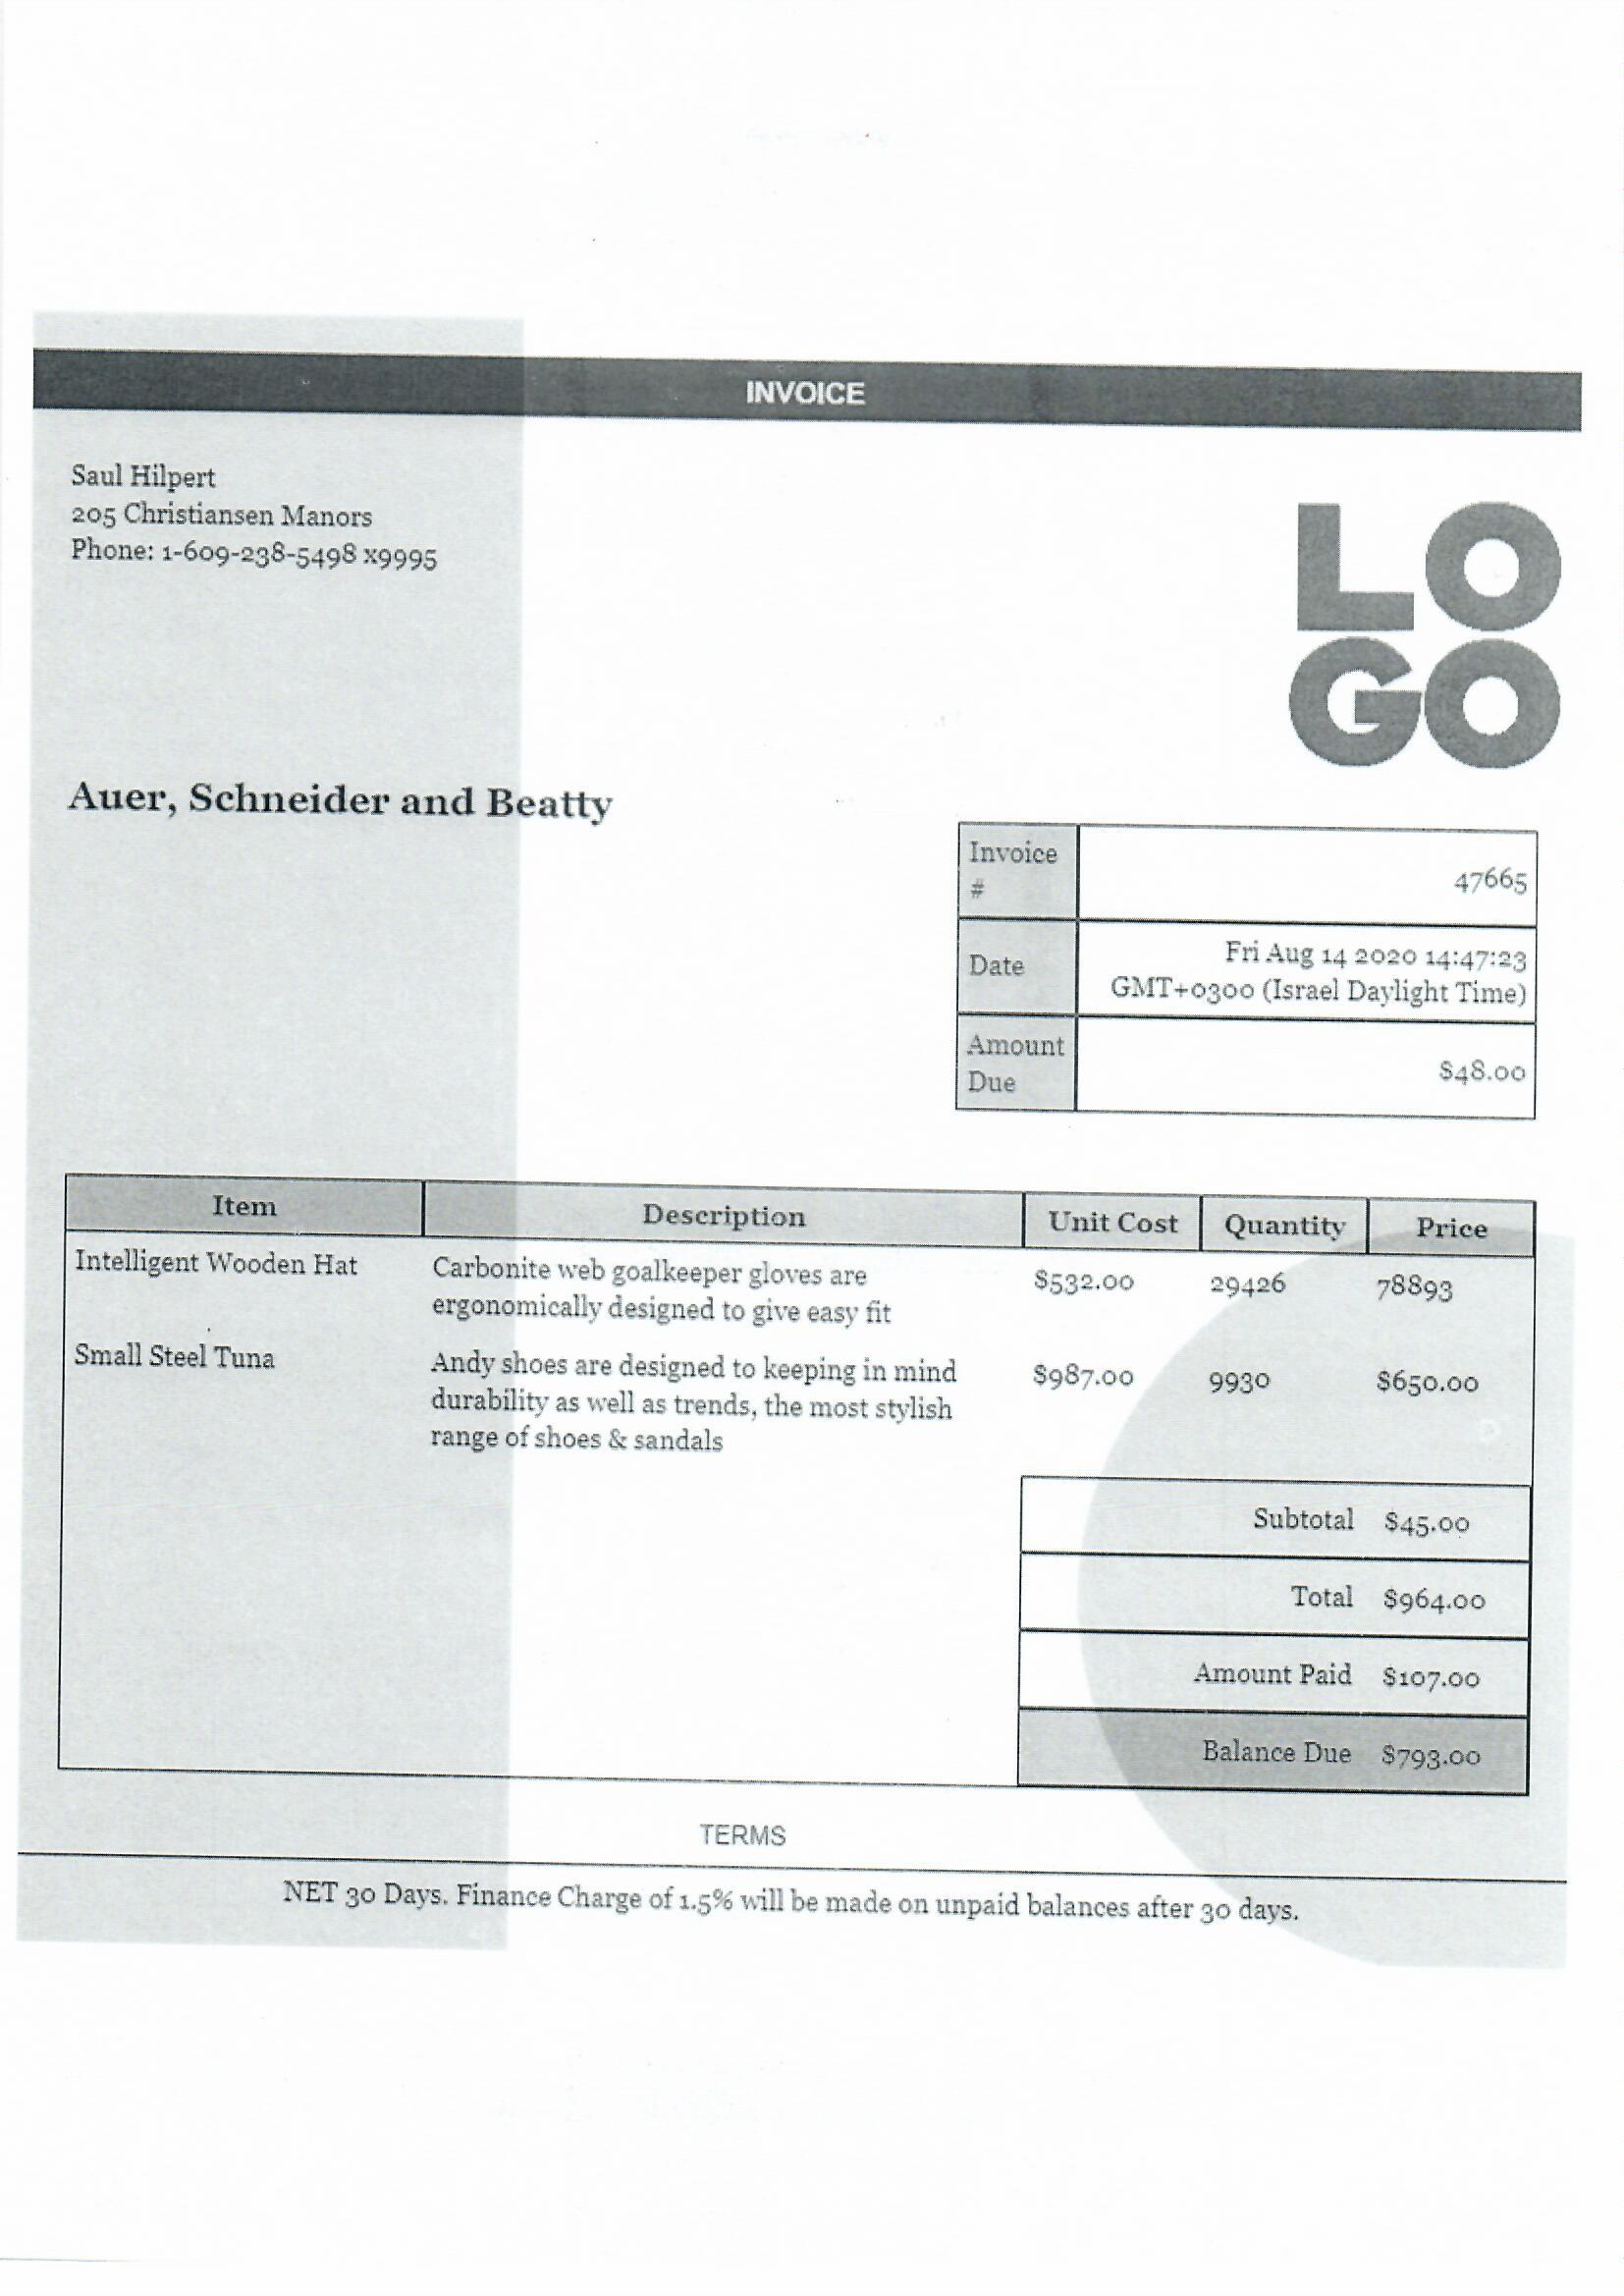 INVOICE
Saul Hilpert
205 Christiansen Manors
Phone: 1-609-238-5498 x9995
LO
GO
Auer, Schneider and Beatty
Invoice
#
47665
Date
Fri Aug 14 2020 14:47:23
GMT+0300 (Israel Daylight Time)
Amount
Due
$48.00
Item Description Unit Cost Quantity Price
Intelligent Wooden Hat Carbonite web goalkeeper gloves are $532.00 29426 78893
ergonomically designed to give easy fit
Small Steel Tuna Andy shoes are designed to keeping in mind $987.00 9930 $650.00
durability as well as trends, the most stylish
range of shoes & sandals
Subtotal $45.00
Total $964.00
Amount Paid $107.00
Balance Due $793.00
TERMS
NET 30 Days. Finance Charge of 1.5% will be made on unpaid balances after 30 days.